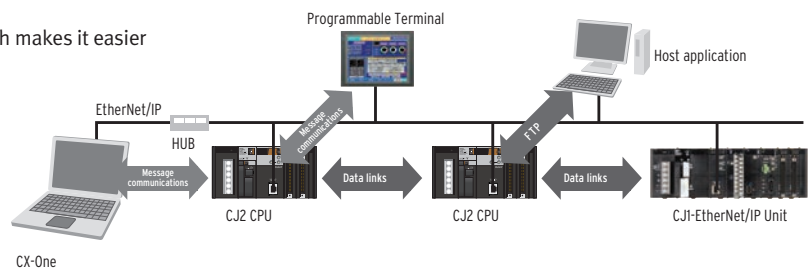 Programmable Terminal
h makes it easier
Host application
EtherNet/IP
HUB
Message
communications
FTP
Message
communications
Data links
Data links
CJ2 CPU
CJ2 CPU
CJ1-EtherNet/IP Unit
CX-One